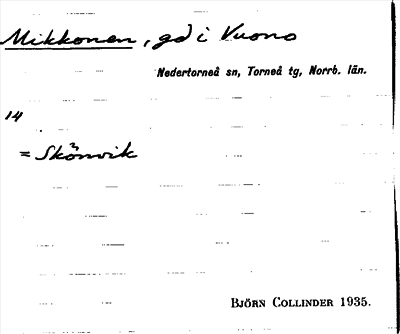 Mikkonen, gd i Vuono
Nedertorneå sn, Torneå tg, Norrb. län.
14
= Skönvik
BJÖRN COLLINDER 1935.